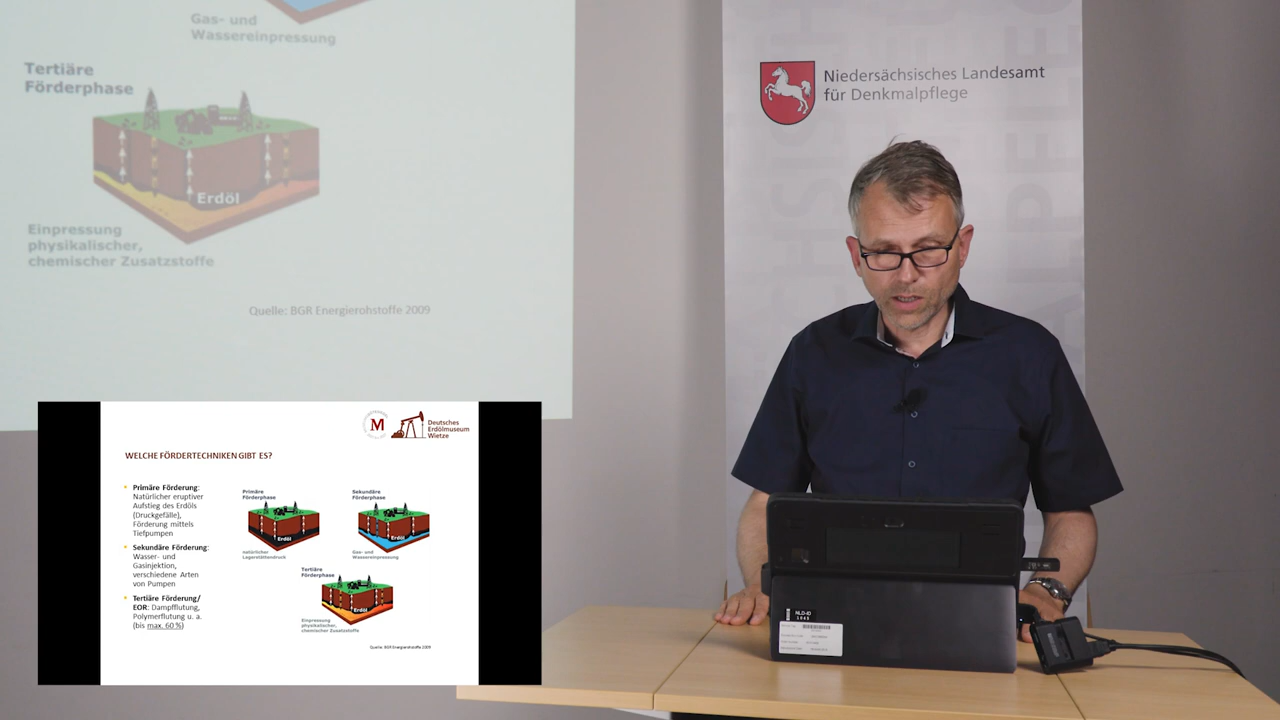 Gas- und
Wassereinpressung
Tertiäre
Förderphase
Erdöl
Einpressung
physikalischer,
chemischer Zusatzstoffe
Quelle: BGR Energierohstoffe 2009
Niedersächsisches Landesamt
für Denkmalpflege
M
Deutsches
Erdölmuseum
Wietze
WELCHE FÖRDERTECHNIKEN GIBT ES?
Primäre Förderung:
Natürlicher eruptiver
Aufstieg des Erdöls
(Druckgefälle),
Förderung mittels
Tiefpumpen
Sekundäre Förderung:
Wasser- und
Gasinjektion,
verschiedene Arten
von Pumpen
Tertiäre Förderung/
EOR: Dampfflutung,
Polymerflutung u. a.
(bis max. 60 %)
Primäre
Förderphase
Erdöl
natürlicher
Lagerstättendruck
Sekundäre
Förderphase
Erdöl
Gas- und
Wassereinpressung
Tertiäre
Förderphase
Erdöl
Einpressung
physikalischer,
chemischer Zusatzstoffe
Quelle: BGR Energierohstoffe 2009
NLD-ID